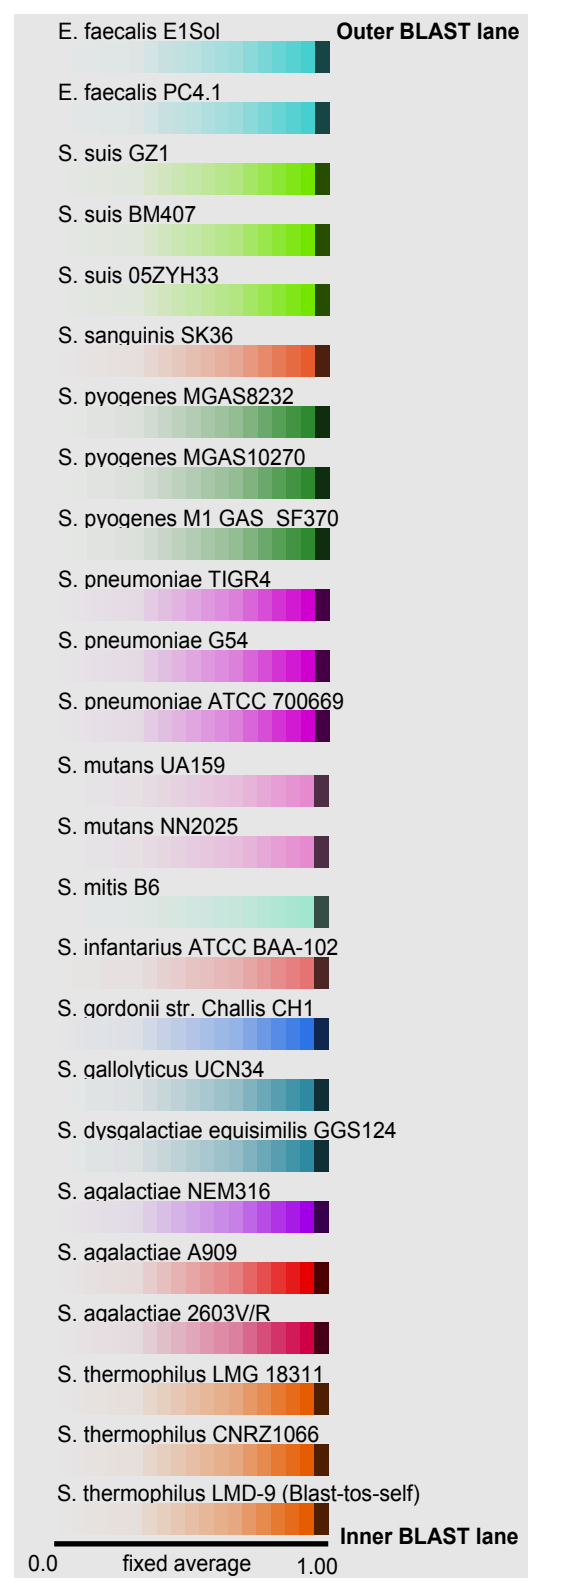 E. faecalis E1Sol Outer BLAST lane
E. faecalis PC4.1
S. suis GZ1
S. suis BM407
S. suis 05ZYH33
S. sanguinis SK36
S. pyogenes MGAS8232
S. pyogenes MGAS10270
S. pyogenes M1 GAS_SF370
S. pneumoniae TIGR4
S. pneumoniae G54
S. pneumoniae ATCC 700669
S. mutans UA159
S. mutans NN2025
S. mitis B6
S. infantarius ATCC BAA-102
S. gordonii str. Challis CH1
S. gallolyticus UCN34
S. dysgalactiae equisimilis GGS124
S. agalactiae NEM316
S. agalactiae A909
S. agalactiae 2603V/R
S. thermophilus LMG 18311
S. thermophilus CNRZ1066
S. thermophilus LMD-9 (Blast-tos-self)
Inner BLAST lane
0.0 fixed average 1.00